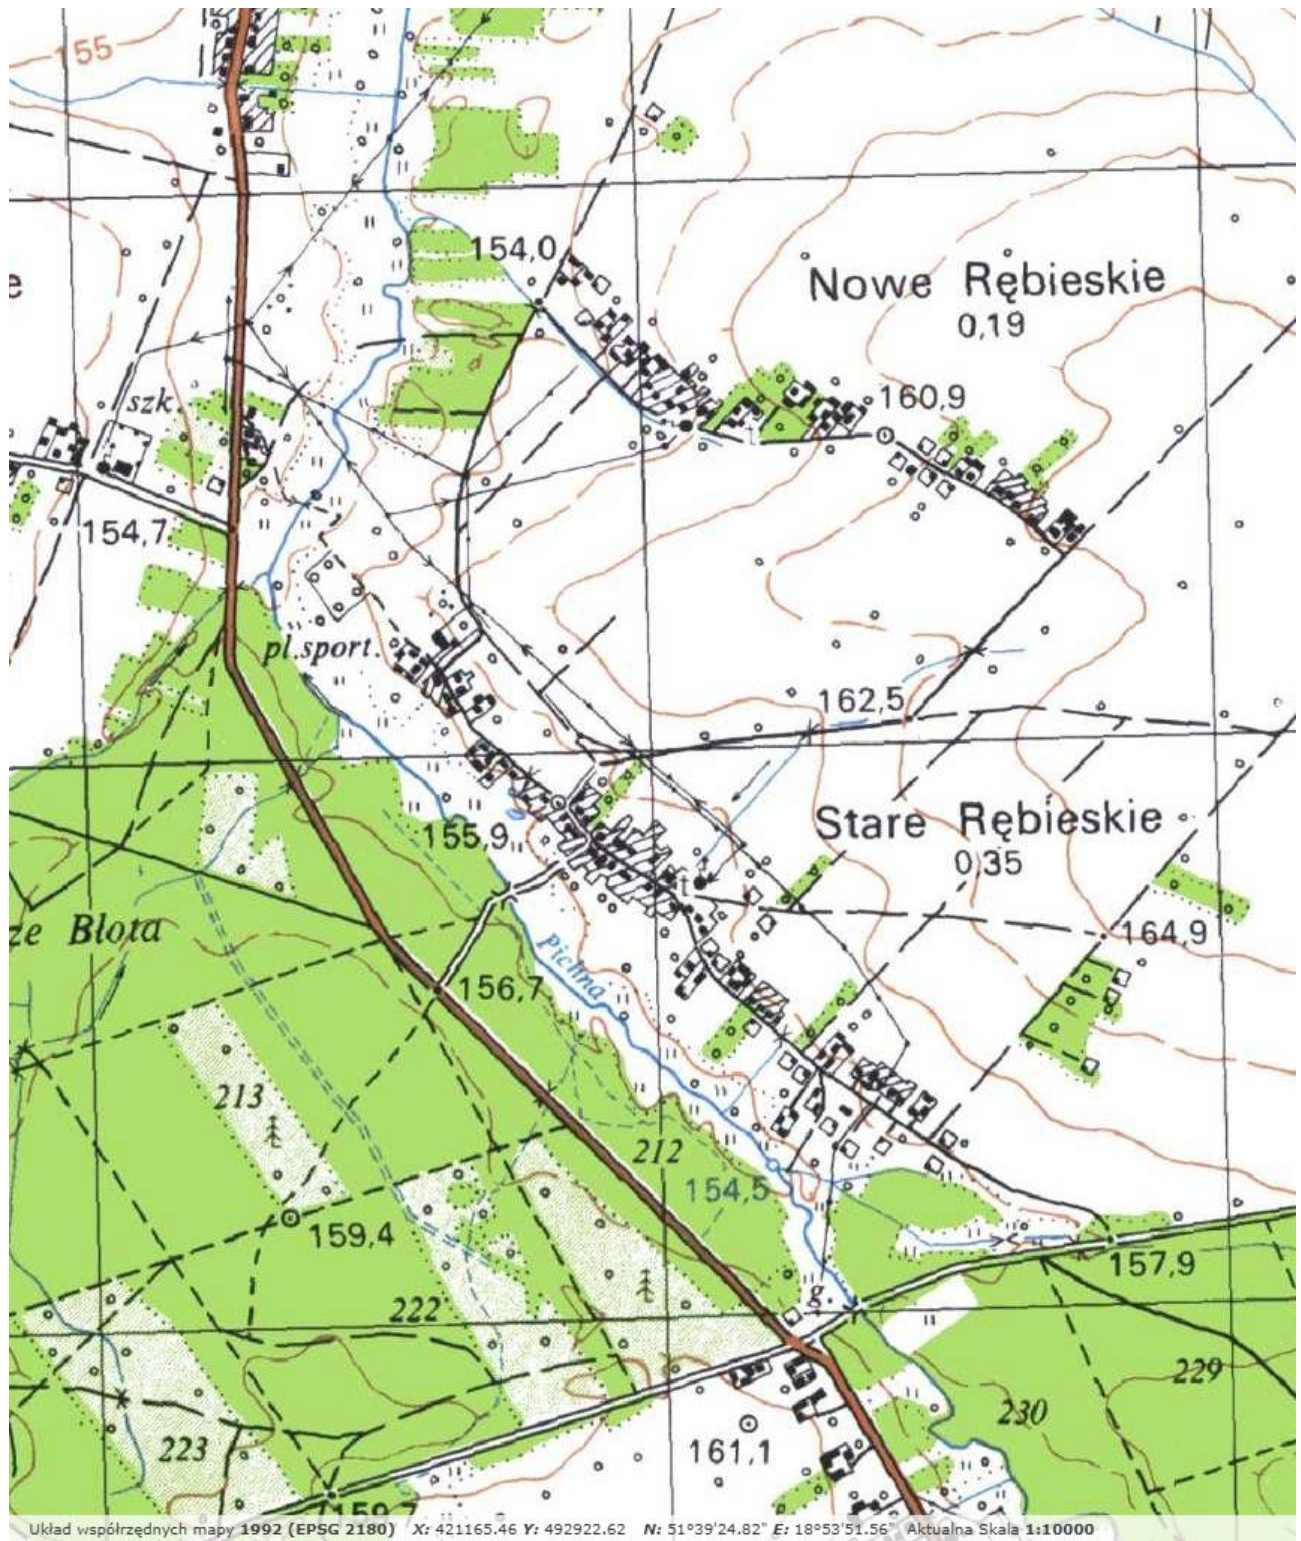 155
154,0
Nowe Rębieskie
0,19
e
szk.
160,9
154,7
pl.sport.
162,5
155,9
Stare Rębieskie
0,35
ze Błota
164,9
156,7
Pichna
213
212
154,5
159,4
157,9
g.
222
229
230
223
161,1
159,7
Układ współrzędnych mapy 1992 (EPSG 2180) X: 421165.46 Y: 492922.62 N: 51°39'24.82" E: 18°53'51.56" Aktualna Skala 1:10000